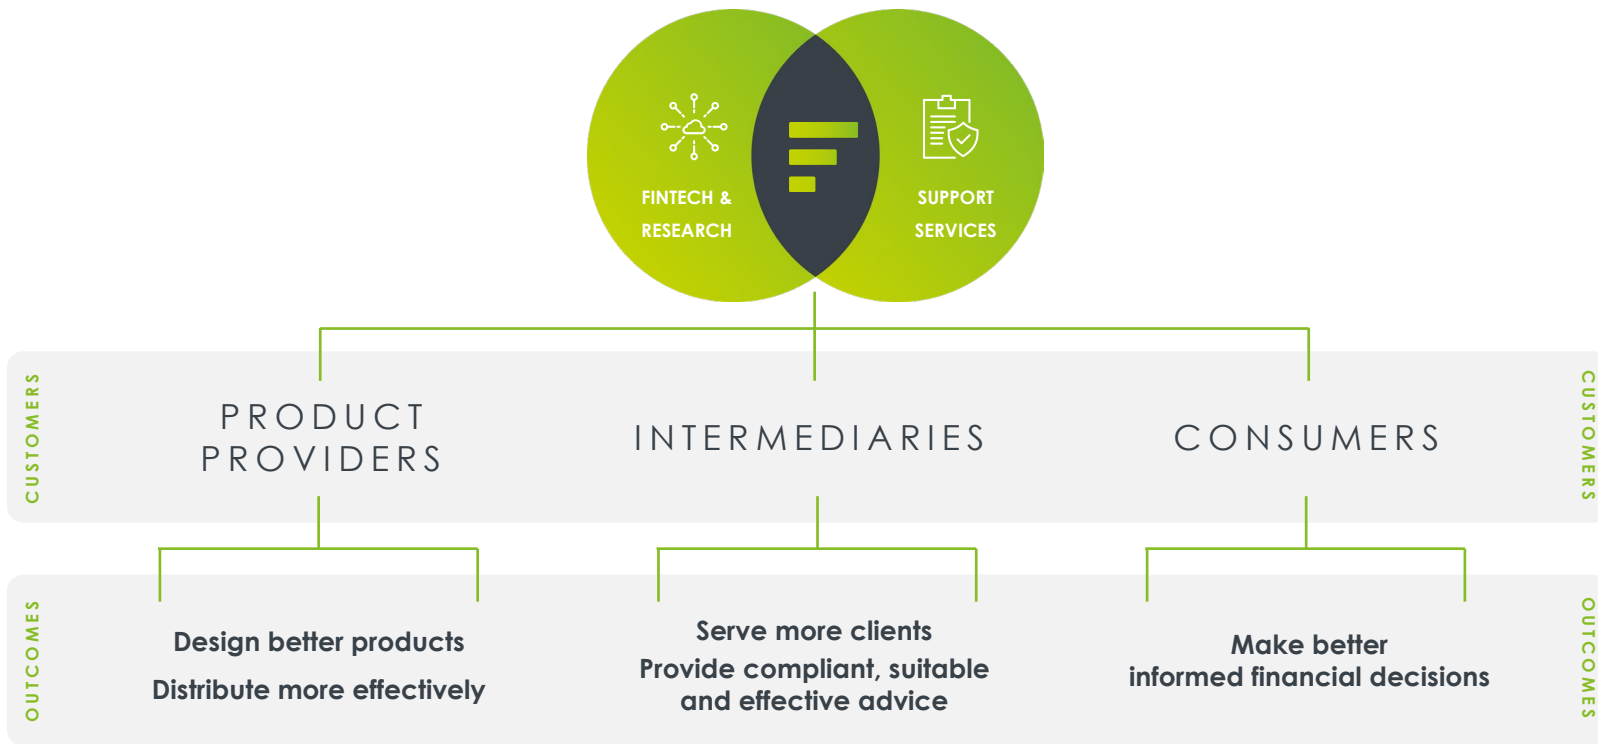 FINTECH &
RESEARCH
SUPPORT
SERVICES
CUSTOMERS
PRODUCT
PROVIDERS
INTERMEDIARIES
CONSUMERS
CUSTOMERS
OUTCOMES
Design better products
Distribute more effectively
Serve more clients
Provide compliant, suitable
and effective advice
Make better
informed financial decisions
OUTCOMES